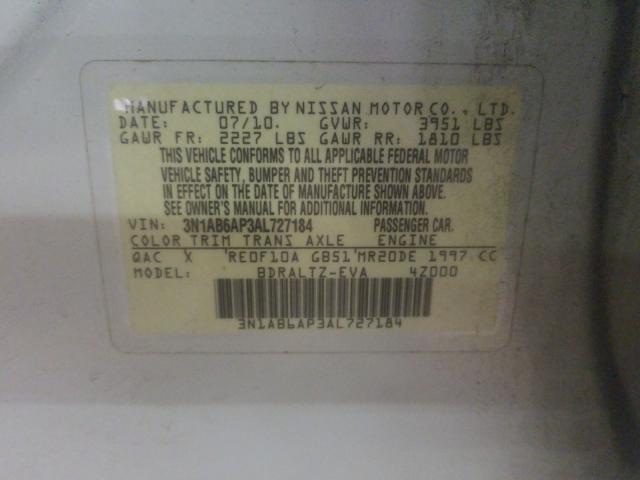 MANUFACTURED BY NISSAN MOTOR CO., LTD.
DATE: 07/10. GVWR: 3951 LBS
GAWR FR: 2227 LBS GAWR RR: 1810 LBS
THIS VEHICLE CONFORMS TO ALL APPLICABLE FEDERAL MOTOR
VEHICLE SAFETY, BUMPER AND THEFT PREVENTION STANDARDS
IN EFFECT ON THE DATE OF MANUFACTURE SHOWN ABOVE.
SEE OWNER'S MANUAL FOR ADDITIONAL INFORMATION.
VIN: 3N1AB6AP3AL727184 PASSENGER CAR.
COLOR TRIM TRANS AXLE ENGINE
QAC X RE0F10A GB51 MR20DE 1997 CC
MODEL: BDRALTZ-EVA 4Z000
3N1AB6AP3AL727184